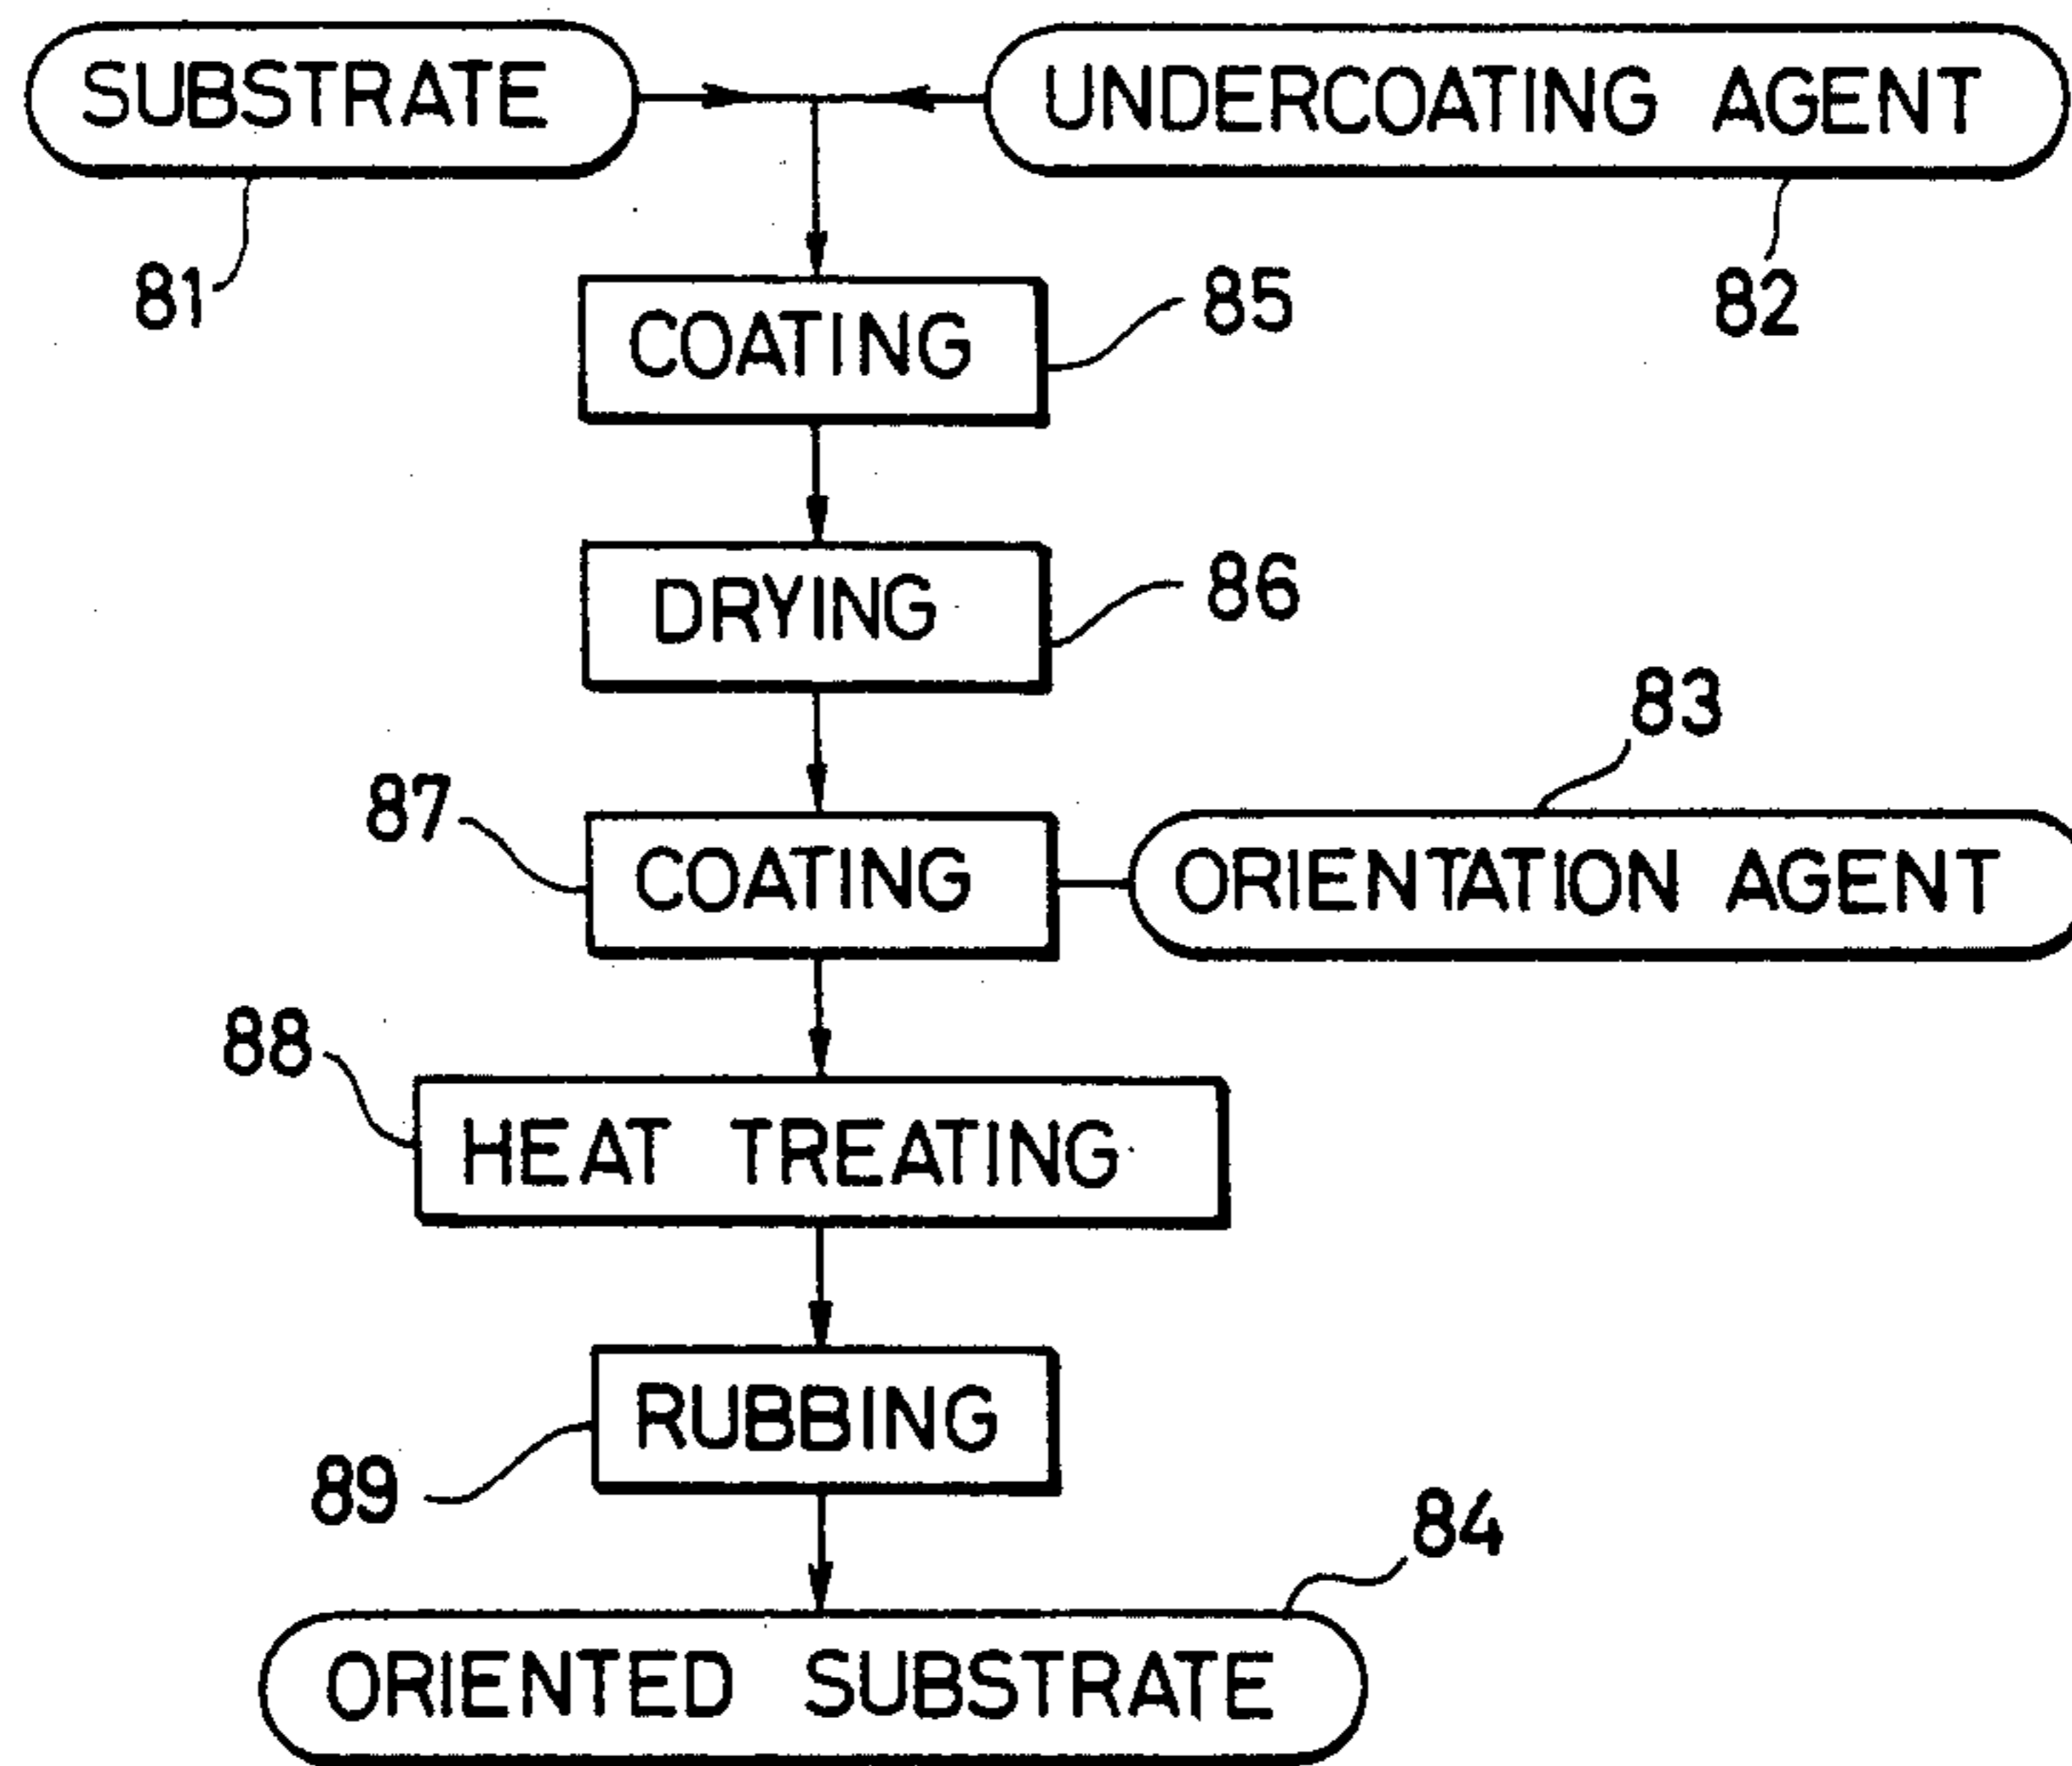 SUBSTRATE
UNDERCOATING AGENT
81
82
COATING
85
DRYING
86
83
87
COATING
ORIENTATION AGENT
88
HEAT TREATING
RUBBING
89
84
ORIENTED SUBSTRATE